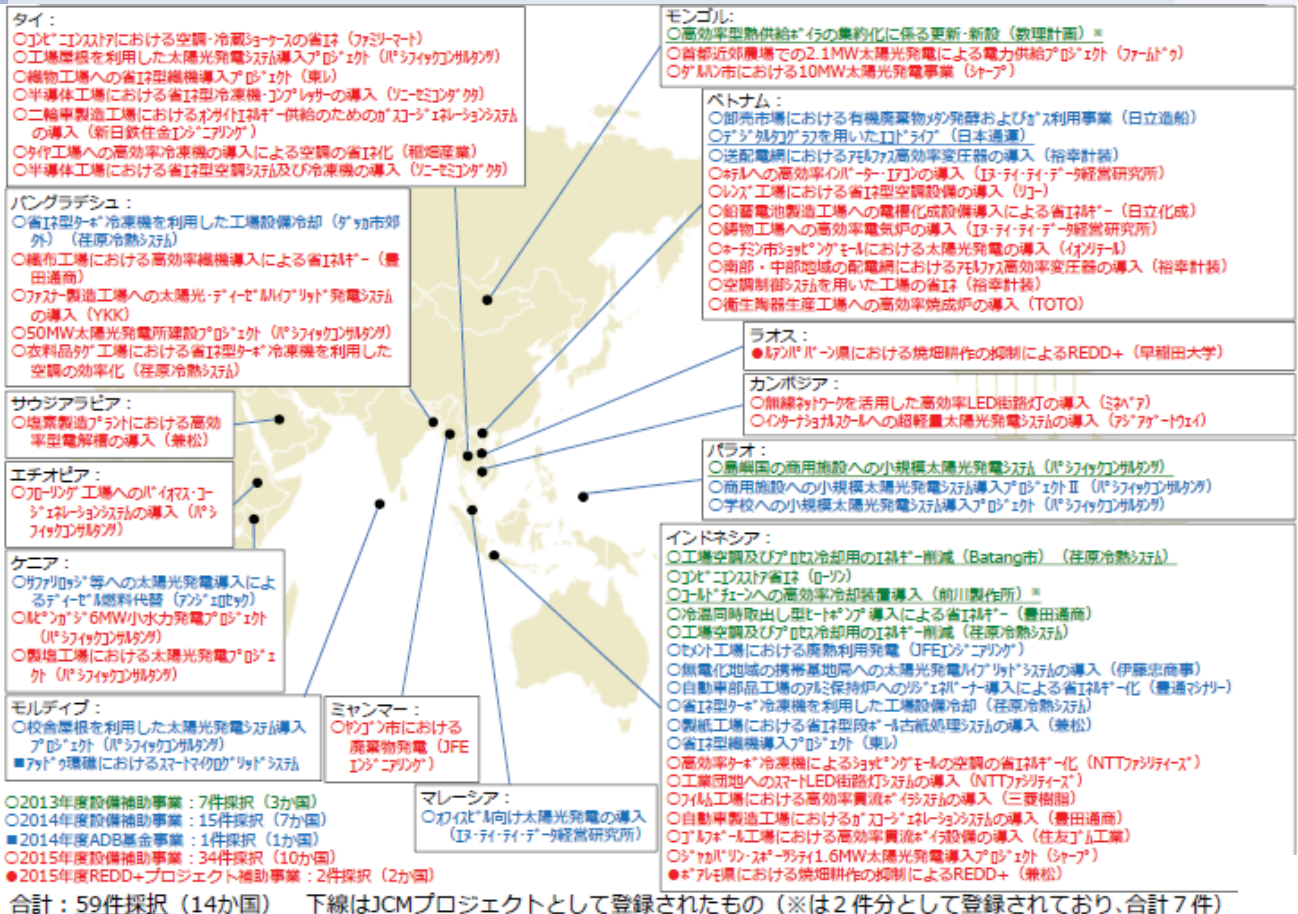 タイ：
○ｺﾝﾋﾞﾆｴﾝｽｽﾄｱにおける空調･冷蔵ｼｮｰｹｰｽの省ｴﾈ（ﾌｧﾐﾘｰﾏｰﾄ）
○工場屋根を利用した太陽光発電ｼｽﾃﾑ導入ﾌﾟﾛｼﾞｪｸﾄ（ﾊﾟｼﾌｨｯｸｺﾝｻﾙﾀﾝﾂ）
○織物工場への省ｴﾈ型織機導入ﾌﾟﾛｼﾞｪｸﾄ（東ﾚ）
○半導体工場における省ｴﾈ型冷凍機･ｺﾝﾌﾟﾚｯｻｰの導入（ｿﾆｰｾﾐｺﾝﾀﾞｸﾀ）
○二輪車製造工場におけるｵﾝｻｲﾄｴﾈﾙｷﾞｰ供給のためのｶﾞｽｺｰｼﾞｪﾈﾚｰｼｮﾝｼｽﾃﾑ
の導入（新日鉄住金ｴﾝｼﾞﾆｱﾘﾝｸﾞ）
○ﾀｲﾔ工場への高効率冷凍機の導入による空調の省ｴﾈ化（稲畑産業）
○半導体工場における省ｴﾈ型空調ｼｽﾃﾑ及び冷凍機の導入（ｿﾆｰｾﾐｺﾝﾀﾞｸﾀ）
バングラデシュ：
○省ｴﾈ型ﾀｰﾎﾞ冷凍機を利用した工場設備冷却（ﾀﾞｯｶ市郊
外）（荏原冷熱ｼｽﾃﾑ）
○織布工場における高効率織機導入による省ｴﾈﾙｷﾞｰ（豊
田通商）
○ﾌｧｽﾅｰ製造工場への太陽光･ﾃﾞｨｰｾﾞﾙﾊｲﾌﾞﾘｯﾄﾞ発電ｼｽﾃﾑ
の導入（YKK）
○50MW太陽光発電所建設ﾌﾟﾛｼﾞｪｸﾄ（ﾊﾟｼﾌｨｯｸｺﾝｻﾙﾀﾝﾂ）
○衣料品ﾀｸﾞ工場における省ｴﾈ型ﾀｰﾎﾞ冷凍機を利用した
空調の効率化（荏原冷熱ｼｽﾃﾑ）
サウジアラビア：
○塩素製造ﾌﾟﾗﾝﾄにおける高効
率型電解槽の導入（兼松）
エチオピア：
○ﾌﾛｰﾘﾝｸﾞ工場へのﾊﾞｲｵﾏｽ･ｺｰ
ｼﾞｪﾈﾚｰｼｮﾝｼｽﾃﾑの導入（ﾊﾟｼ
ﾌｨｯｸｺﾝｻﾙﾀﾝﾂ）
ケニア：
○ｻﾌｧﾘﾛｯｼﾞ等への太陽光発電導入によ
るﾃﾞｨｰｾﾞﾙ燃料代替（ｱﾝｼﾞｪﾛｾｯｸ）
○ﾙﾋﾟﾝｶﾞｼﾞ6MW小水力発電ﾌﾟﾛｼﾞｪｸﾄ
（ﾊﾟｼﾌｨｯｸｺﾝｻﾙﾀﾝﾂ）
○製塩工場における太陽光発電ﾌﾟﾛｼﾞｪ
ｸﾄ（ﾊﾟｼﾌｨｯｸｺﾝｻﾙﾀﾝﾂ）
モルディブ：
○校舎屋根を利用した太陽光発電ｼｽﾃﾑ導入
ﾌﾟﾛｼﾞｪｸﾄ（ﾊﾟｼﾌｨｯｸｺﾝｻﾙﾀﾝﾂ）
■ｱｯﾄﾞｩ環礁におけるｽﾏｰﾄﾏｲｸﾛｸﾞﾘｯﾄﾞｼｽﾃﾑ
ミャンマー：
○ﾔﾝｺﾞﾝ市における
廃棄物発電（JFE
ｴﾝｼﾞﾆｱﾘﾝｸﾞ）
マレーシア：
○ｵﾌｨｽﾋﾞﾙ向け太陽光発電の導入
（ｴﾇ･ﾃｨ･ﾃｨ･ﾃﾞｰﾀ経営研究所）
モンゴル：
○高効率型熱供給ﾎﾞｲﾗの集約化に係る更新･新設（数理計画）※
○首都近郊農場での2.1MW太陽光発電による電力供給ﾌﾟﾛｼﾞｪｸﾄ（ﾌｧｰﾑﾄﾞｩ）
○ﾀﾞﾙﾊﾝ市における10MW太陽光発電事業（ｼｬｰﾌﾟ）
ベトナム：
○卸売市場における有機廃棄物ﾒﾀﾝ発酵およびｶﾞｽ利用事業（日立造船）
○ﾃﾞｼﾞﾀﾙﾀｺｸﾞﾗﾌを用いたｴｺﾄﾞﾗｲﾌﾞ（日本通運）
○送配電網におけるｱﾓﾙﾌｧｽ高効率変圧器の導入（裕幸計装）
○ﾎﾃﾙへの高効率ｲﾝﾊﾞｰﾀｰ･ｴｱｺﾝの導入（ｴﾇ･ﾃｨ･ﾃｨ･ﾃﾞｰﾀ経営研究所）
○ﾚﾝｽﾞ工場における省ｴﾈ型空調設備の導入（ﾘｺｰ）
○鉛蓄電池製造工場への電槽化成設備導入による省ｴﾈﾙｷﾞｰ（日立化成）
○鋳物工場への高効率電気炉の導入（ｴﾇ･ﾃｨ･ﾃｨ･ﾃﾞｰﾀ経営研究所）
○ﾎｰﾁﾐﾝ市ｼｮｯﾋﾟﾝｸﾞﾓｰﾙにおける太陽光発電の導入（ｲｵﾝﾘﾃｰﾙ）
○南部・中部地域の配電網におけるｱﾓﾙﾌｧｽ高効率変圧器の導入（裕幸計装）
○空調制御ｼｽﾃﾑを用いた工場の省ｴﾈ（裕幸計装）
○衛生陶器生産工場への高効率焼成炉の導入（TOTO）
ラオス：
●ﾙｱﾝﾊﾟﾊﾞｰﾝ県における焼畑耕作の抑制によるREDD+（早稲田大学）
カンボジア：
○無線ﾈｯﾄﾜｰｸを活用した高効率LED街路灯の導入（ﾐﾈﾍﾞｱ）
○ｲﾝﾀｰﾅｼｮﾅﾙｽｸｰﾙへの超軽量太陽光発電ｼｽﾃﾑの導入（ｱｼﾞｱｹﾞｰﾄｳｪｲ）
パラオ：
○島嶼国の商用施設への小規模太陽光発電ｼｽﾃﾑ（ﾊﾟｼﾌｨｯｸｺﾝｻﾙﾀﾝﾂ）
○商用施設への小規模太陽光発電ｼｽﾃﾑ導入ﾌﾟﾛｼﾞｪｸﾄⅡ（ﾊﾟｼﾌｨｯｸｺﾝｻﾙﾀﾝﾂ）
○学校への小規模太陽光発電ｼｽﾃﾑ導入ﾌﾟﾛｼﾞｪｸﾄ（ﾊﾟｼﾌｨｯｸｺﾝｻﾙﾀﾝﾂ）
インドネシア：
○工場空調及びﾌﾟﾛｾｽ冷却用のｴﾈﾙｷﾞｰ削減（Batang市）（荏原冷熱ｼｽﾃﾑ）
○ｺﾝﾋﾞﾆｴﾝｽｽﾄｱ省ｴﾈ（ﾛｰｿﾝ）
○ｺｰﾙﾄﾞﾁｪｰﾝへの高効率冷却装置導入（前川製作所）※
○冷温同時取出し型ﾋｰﾄﾎﾟﾝﾌﾟ導入による省ｴﾈﾙｷﾞｰ（豊田通商）
○工場空調及びﾌﾟﾛｾｽ冷却用のｴﾈﾙｷﾞｰ削減（荏原冷熱ｼｽﾃﾑ）
○ｾﾒﾝﾄ工場における廃熱利用発電（JFEｴﾝｼﾞﾆｱﾘﾝｸﾞ）
○無電化地域の携帯基地局への太陽光発電ﾊｲﾌﾞﾘｯﾄﾞｼｽﾃﾑの導入（伊藤忠商事）
○自動車部品工場のｱﾙﾐ保持炉へのﾘｼﾞｪﾈﾊﾞｰﾅｰ導入による省ｴﾈﾙｷﾞｰ化（豊通ﾏｼﾅﾘｰ）
○省ｴﾈ型ﾀｰﾎﾞ冷凍機を利用した工場設備冷却（荏原冷熱ｼｽﾃﾑ）
○製紙工場における省ｴﾈ型段ﾎﾞｰﾙ古紙処理ｼｽﾃﾑの導入（兼松）
○省ｴﾈ型織機導入ﾌﾟﾛｼﾞｪｸﾄ（東ﾚ）
○高効率ﾀｰﾎﾞ冷凍機によるｼｮｯﾋﾟﾝｸﾞﾓｰﾙの空調の省ｴﾈﾙｷﾞｰ化（NTTﾌｧｼﾘﾃｨｰｽﾞ）
○工業団地へのｽﾏｰﾄLED街路灯ｼｽﾃﾑの導入（NTTﾌｧｼﾘﾃｨｰｽﾞ）
○ﾌｨﾙﾑ工場における高効率貫流ﾎﾞｲﾗｼｽﾃﾑの導入（三菱樹脂）
○自動車製造工場におけるｶﾞｽｺｰｼﾞｪﾈﾚｰｼｮﾝｼｽﾃﾑの導入（豊田通商）
○ｺﾞﾙﾌﾎﾞｰﾙ工場における高効率貫流ﾎﾞｲﾗ設備の導入（住友ｺﾞﾑ工業）
○ｼﾞｬｶﾊﾞﾘﾝ･ｽﾎﾟｰﾂｼﾃｨ1.6MW太陽光発電導入ﾌﾟﾛｼﾞｪｸﾄ（ｼｬｰﾌﾟ）
●ﾎﾞｱﾚﾓ県における焼畑耕作の抑制によるREDD+（兼松）
○2013年度設備補助事業：7件採択（3か国）
○2014年度設備補助事業：15件採択（7か国）
■2014年度ADB基金事業：1件採択（1か国）
○2015年度設備補助事業：34件採択（10か国）
●2015年度REDD+プロジェクト補助事業：2件採択（2か国）
合計：59件採択（14か国）　下線はJCMプロジェクトとして登録されたもの（※は２件分として登録されており、合計７件）